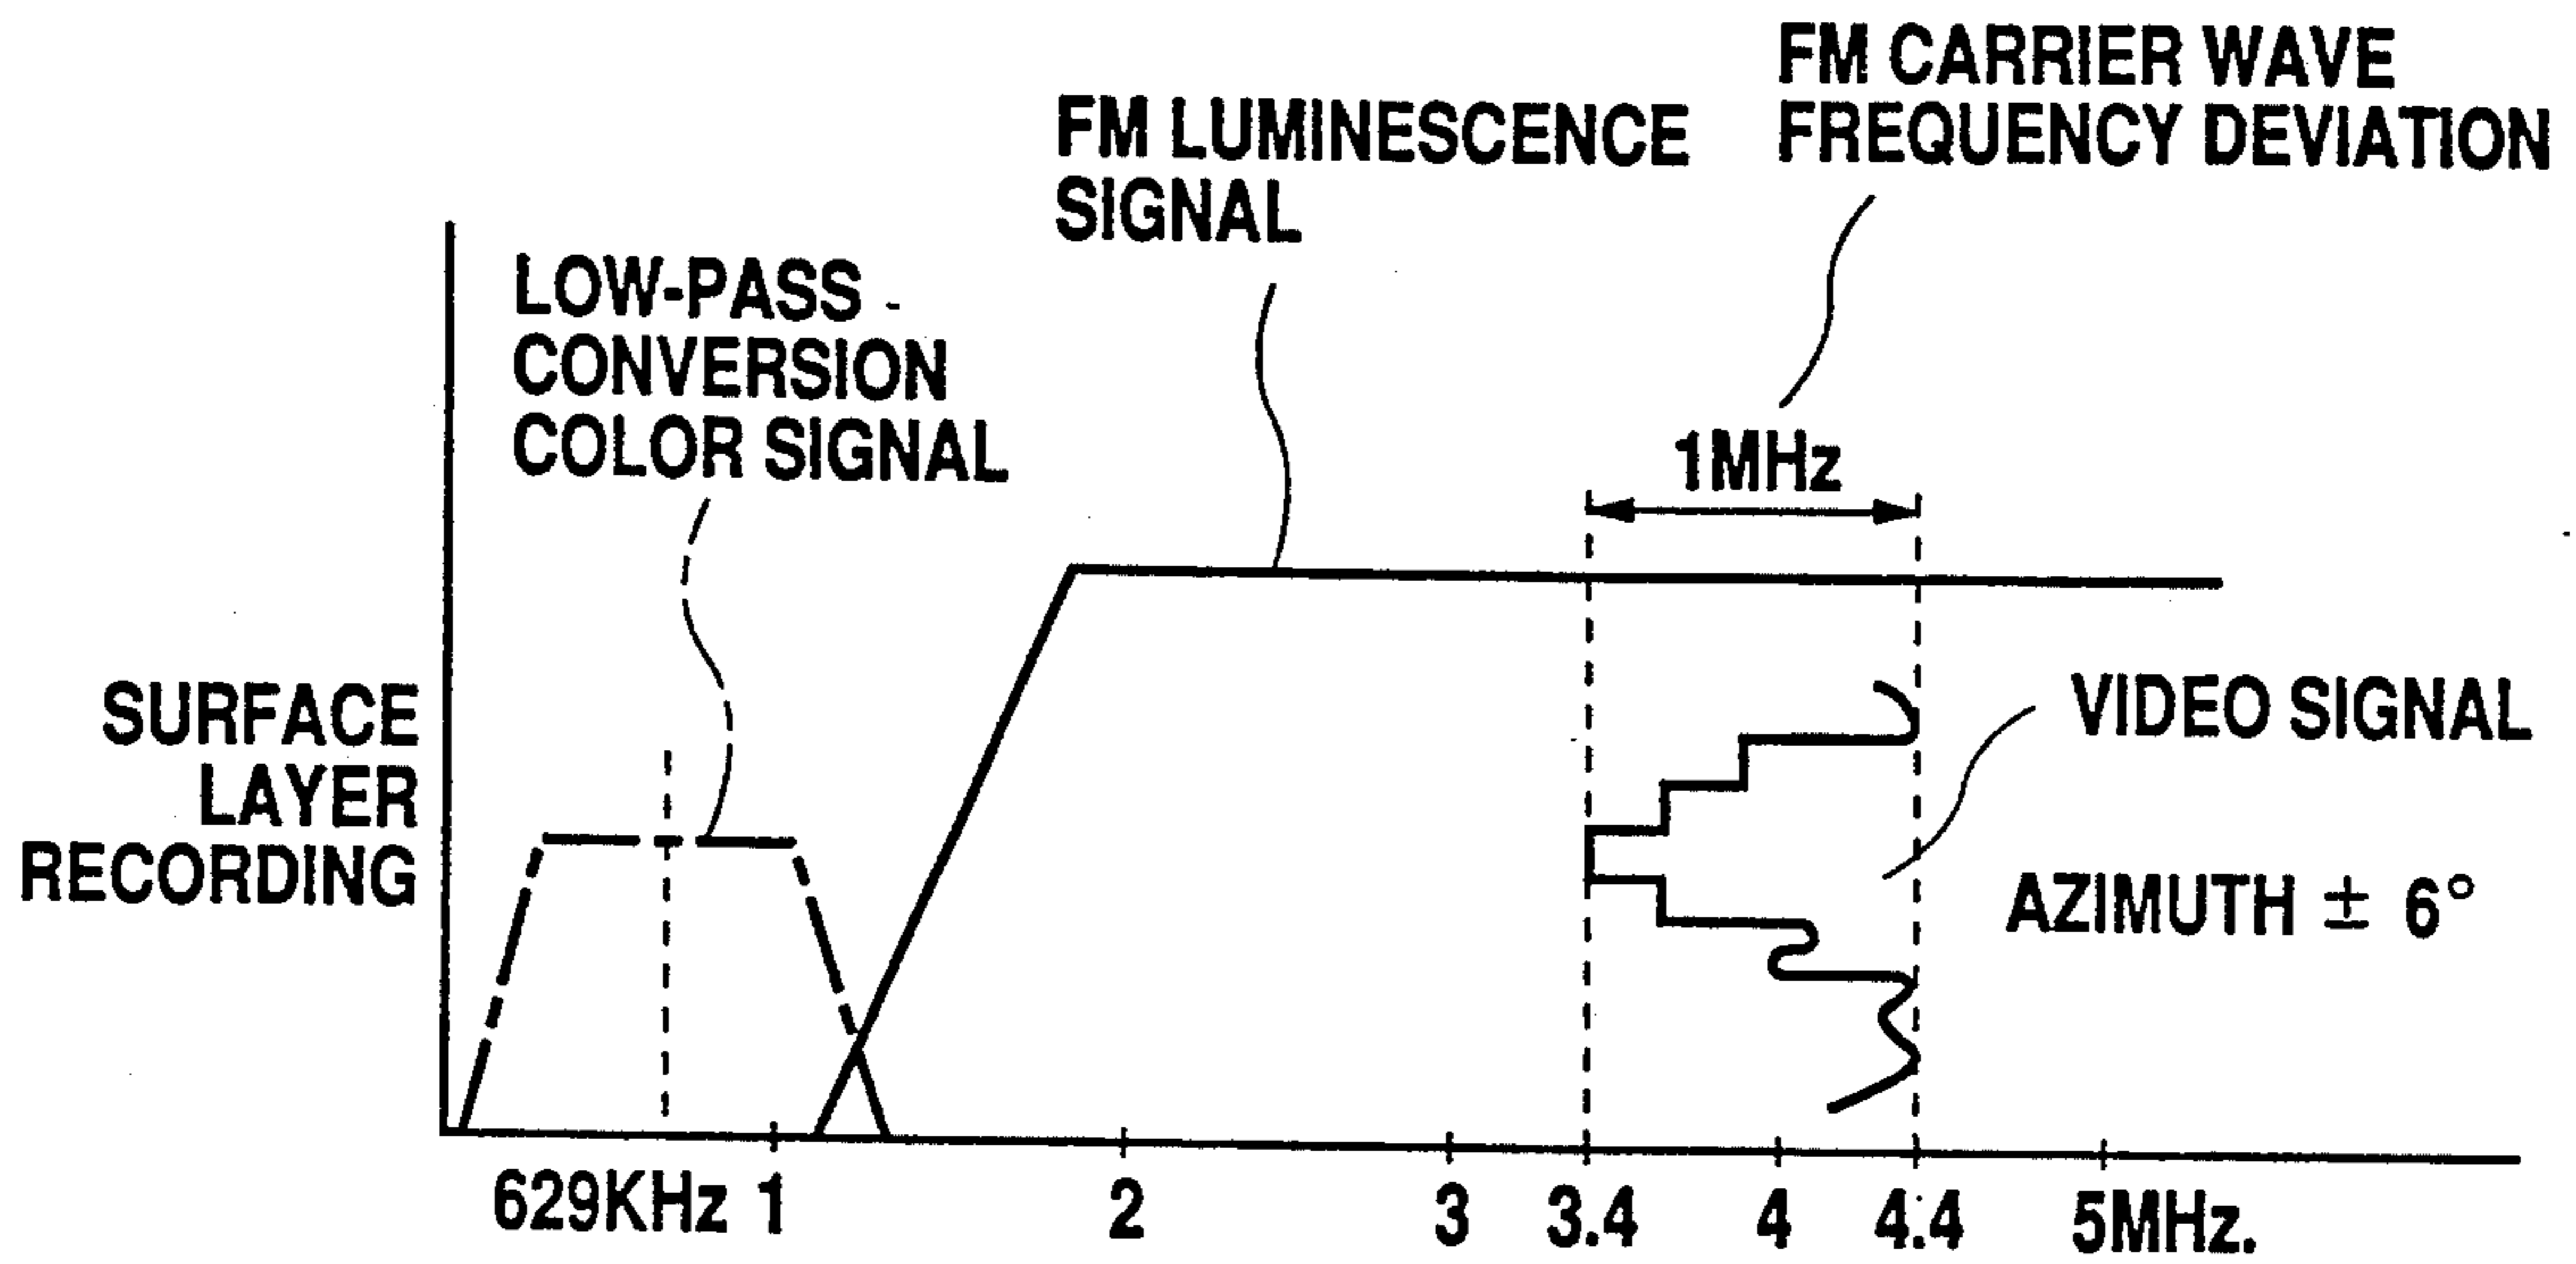 FM CARRIER WAVE
FREQUENCY DEVIATION
FM LUMINESCENCE
SIGNAL
LOW-PASS
CONVERSION
COLOR SIGNAL
1MHz
SURFACE
LAYER
RECORDING
VIDEO SIGNAL
AZIMUTH ± 6°
629KHz 1 2 3 3.4 4 4.4 5MHz.